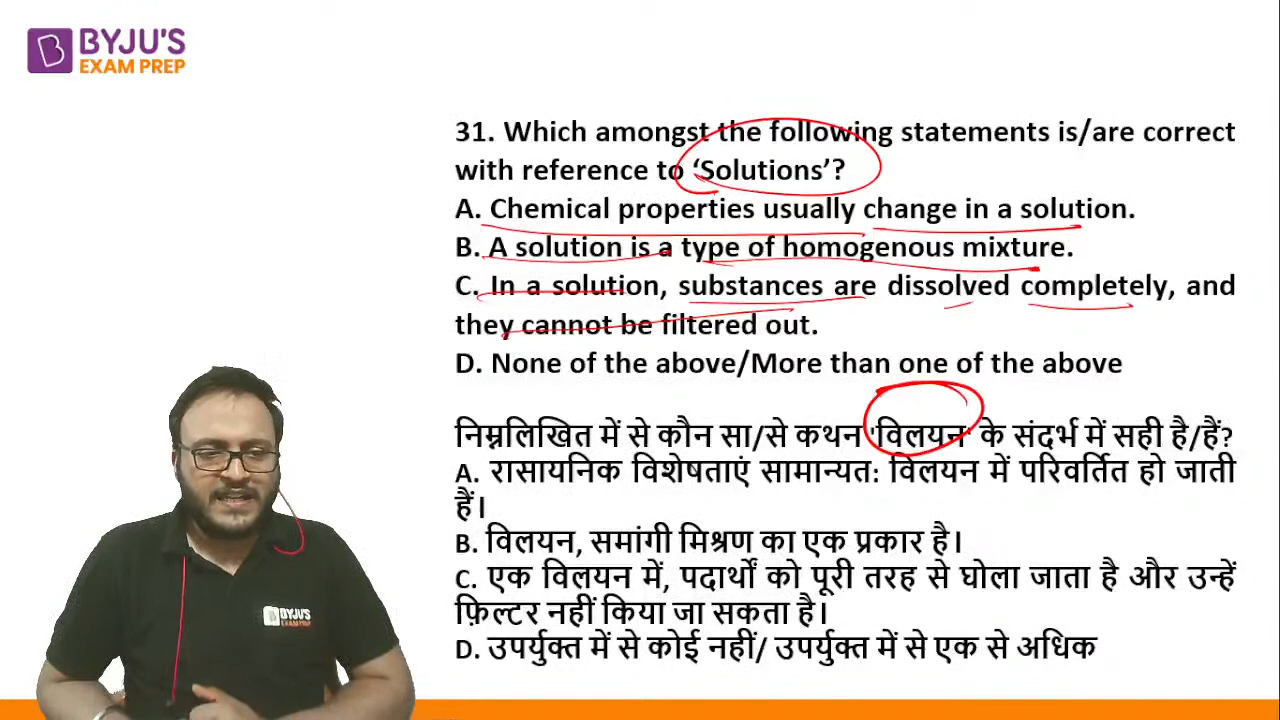 BYJU'S
EXAM PREP
31. Which amongst the following statements is/are correct
with reference to ‘Solutions’?
A. Chemical properties usually change in a solution.
B. A solution is a type of homogenous mixture.
C. In a solution, substances are dissolved completely, and
they cannot be filtered out.
D. None of the above/More than one of the above
निम्नलिखित में से कौन सा/से कथन 'विलयन' के संदर्भ में सही है/हैं?
A. रासायनिक विशेषताएं सामान्यतः विलयन में परिवर्तित हो जाती
हैं।
B. विलयन, समांगी मिश्रण का एक प्रकार है।
C. एक विलयन में, पदार्थों को पूरी तरह से घोला जाता है और उन्हें
फ़िल्टर नहीं किया जा सकता है।
D. उपर्युक्त में से कोई नहीं/ उपर्युक्त में से एक से अधिक
BYJU'S
EXAM PREP